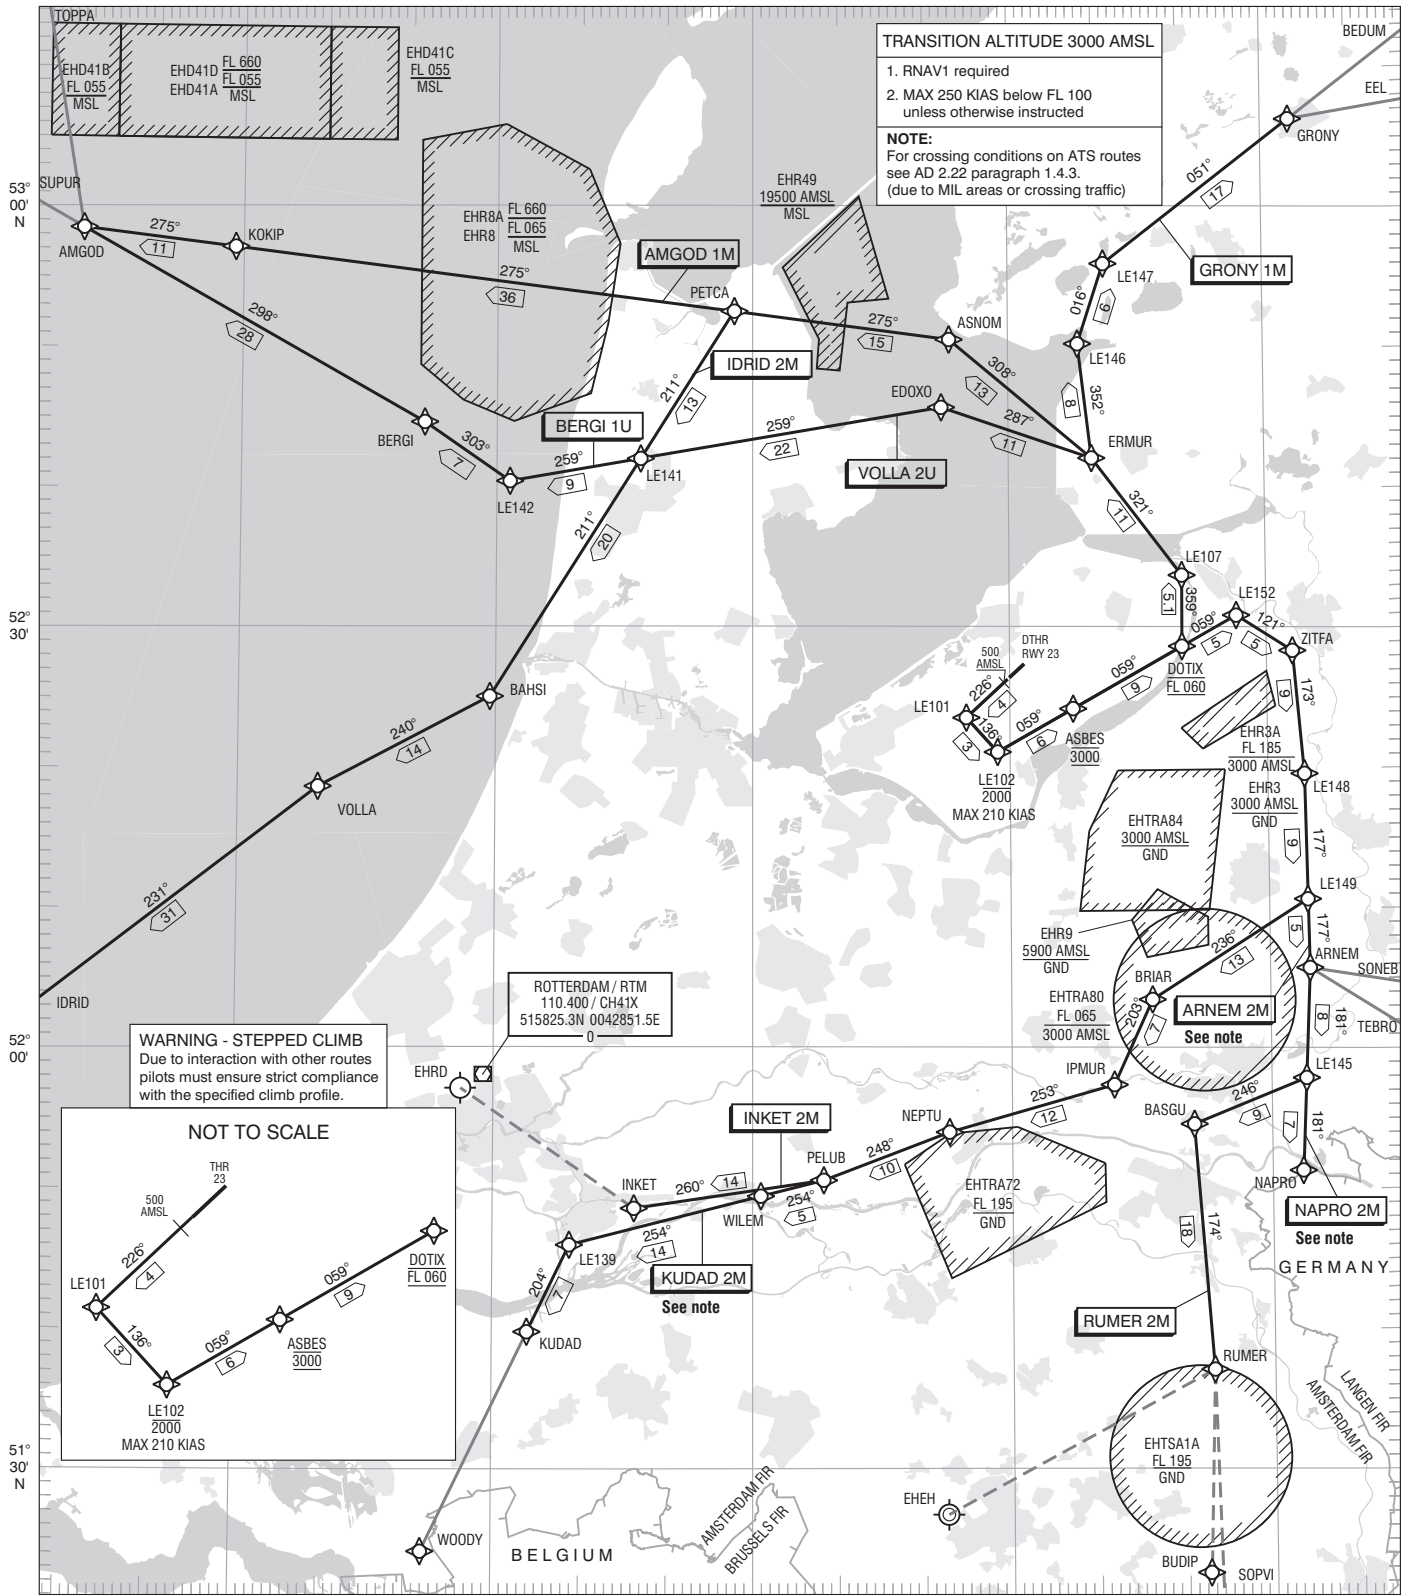 TOPPA
EHD41B
FL 055
MSL
EHD41D FL 660
EHD41A FL 055
MSL
EHD41C
FL 055
MSL
TRANSITION ALTITUDE 3000 AMSL
1. RNAV1 required
2. MAX 250 KIAS below FL 100
unless otherwise instructed
NOTE:
For crossing conditions on ATS routes
see AD 2.22 paragraph 1.4.3.
(due to MIL areas or crossing traffic)
BEDUM
EEL
GRONY
051°
17
53°
00'
N
SUPUR
AMGOD
275°
11
KOKIP
EHR8A FL 660
EHR8 FL 065
MSL
EHR49
19500 AMSL
MSL
AMGOD 1M
275°
36
PETCA
GRONY 1M
LE147
016°
9
LE146
275°
15
ASNOM
298°
28
IDRID 2M
308°
13
352°
8
211°
13
EDOXO
287°
11
BERGI
303°
7
BERGI 1U
259°
9
259°
22
VOLLA 2U
ERMUR
LE142
LE141
321°
11
211°
20
LE107
5.1
359°
LE152
52°
30'
059°
5
121°
5
ZITFA
DTHR
RWY 23
500
AMSL
DOTIX
FL 060
BAHSI
226°
4
LE101
059°
9
173°
9
136°
3
059°
6
ASBES
3000
240°
14
EHR3A
FL 185
3000 AMSL
LE102
2000
MAX 210 KIAS
LE148
EHR3
3000 AMSL
GND
VOLLA
EHTRA84
3000 AMSL
GND
177°
9
231°
31
LE149
EHR9
5900 AMSL
GND
236°
13
177°
5
ARNEM
SONEB
IDRID
ROTTERDAM / RTM
110.400 / CH41X
515825.3N 0042851.5E
0
BRIAR
EHTRA80
FL 065
3000 AMSL
ARNEM 2M
See note
203°
7
181°
8
TEBRO
52°
00'
WARNING - STEPPED CLIMB
Due to interaction with other routes
pilots must ensure strict compliance
with the specified climb profile.
EHRD
IPMUR
LE145
253°
12
246°
9
BASGU
INKET 2M
NEPTU
181°
7
NOT TO SCALE
248°
10
PELUB
THR
23
260°
14
INKET
WILEM
254°
5
EHTRA72
FL 195
GND
NAPRO
500
AMSL
NAPRO 2M
See note
174°
18
DOTIX
FL 060
226°
4
254°
14
LE139
GERMANY
LE101
059°
9
204°
7
KUDAD 2M
See note
136°
3
059°
6
ASBES
3000
KUDAD
RUMER 2M
RUMER
LE102
2000
MAX 210 KIAS
LANGEN FIR
AMSTERDAM FIR
EHTSA1A
FL 195
GND
51°
30'
N
EHEH
AMSTERDAM FIR
BRUSSELS FIR
WOODY
BELGIUM
BUDIP
SOPVI